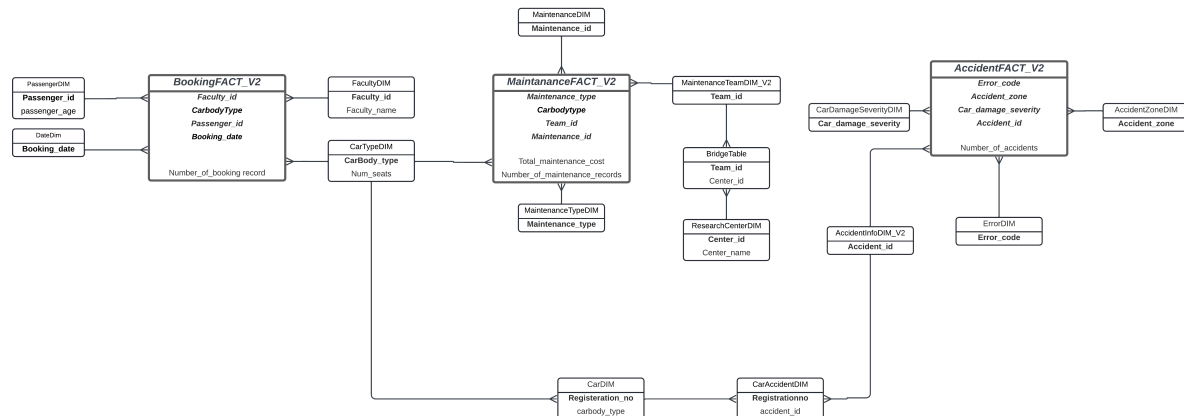 MaintenanceDIM
Maintenance_id
PassengerDIM
Passenger_id
passenger_age
DateDim
Booking_date
BookingFACT_V2
Faculty_id
CarbodyType
Passenger_id
Booking_date
Number_of_booking record
FacultyDIM
Faculty_id
Faculty_name
CarTypeDIM
CarBody_type
Num_seats
MaintananceFACT_V2
Maintenance_type
Carbodytype
Team_id
Maintenance_id
Total_maintenance_cost
Number_of_maintenance_records
MaintenanceTypeDIM
Maintenance_type
MaintenanceTeamDIM_V2
Team_id
BridgeTable
Team_id
Center_id
ResearchCenterDIM
Center_id
Center_name
CarDamageSeverityDIM
Car_damage_severity
AccidentFACT_V2
Error_code
Accident_zone
Car_damage_severity
Accident_id
Number_of_accidents
AccidentZoneDIM
Accident_zone
AccidentInfoDIM_V2
Accident_id
ErrorDIM
Error_code
CarDIM
Registeration_no
carbody_type
CarAccidentDIM
Registrationno
accident_id